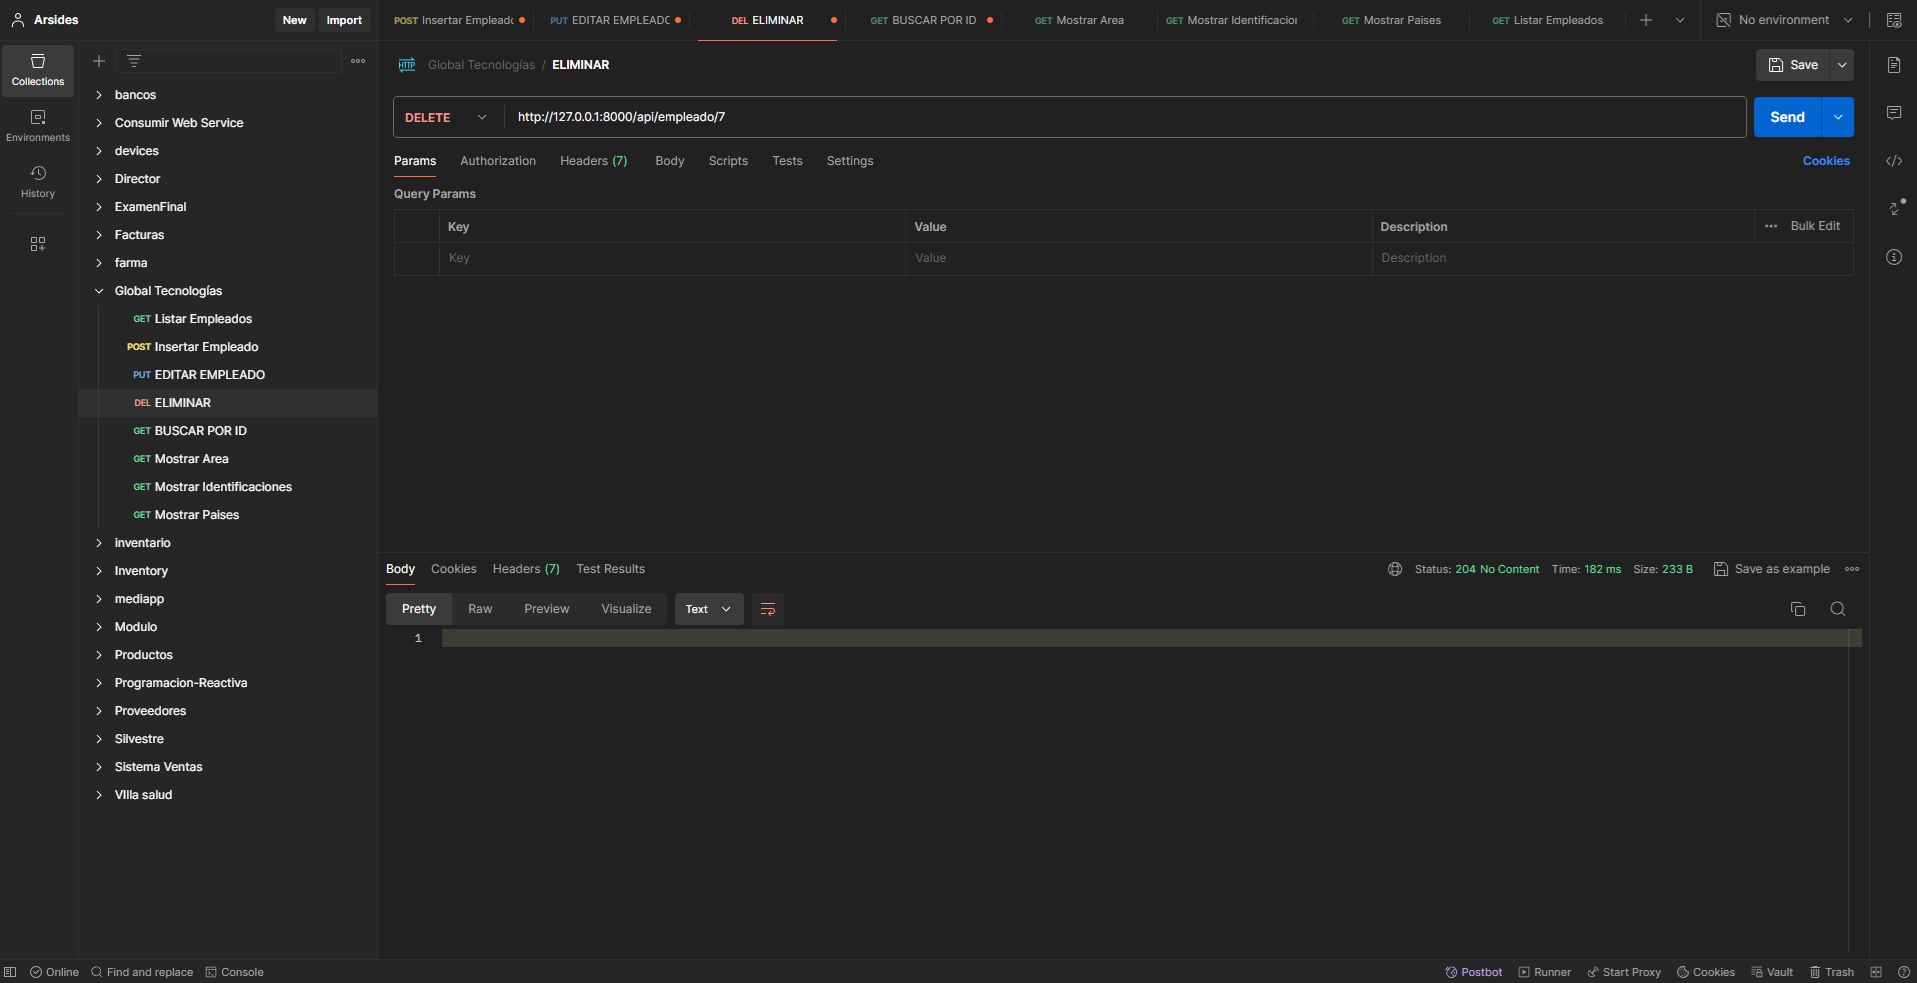 Arsides
New
Import
POST Insertar Empleado
PUT EDITAR EMPLEADO
DEL ELIMINAR
GET BUSCAR POR ID
GET Mostrar Area
GET Mostrar Identificacion
GET Mostrar Paises
GET Listar Empleados
No environment
Collections
Environments
History
bancos
Consumir Web Service
devices
Director
ExamenFinal
Facturas
farma
Global Tecnologías
GET Listar Empleados
POST Insertar Empleado
PUT EDITAR EMPLEADO
DEL ELIMINAR
GET BUSCAR POR ID
GET Mostrar Area
GET Mostrar Identificaciones
GET Mostrar Paises
inventario
Inventory
mediapp
Modulo
Productos
Programacion-Reactiva
Proveedores
Silvestre
Sistema Ventas
VIlla salud
HTTP Global Tecnologías / ELIMINAR
Save
DELETE http://127.0.0.1:8000/api/empleado/7
Send
Params Authorization Headers (7) Body Scripts Tests Settings
Cookies
Query Params
Key Value Description Bulk Edit
Key Value Description
Body Cookies Headers (7) Test Results
Status: 204 No Content Time: 182 ms Size: 233 B Save as example
Pretty Raw Preview Visualize Text
1
Online Find and replace Console
Postbot Runner Start Proxy Cookies Vault Trash